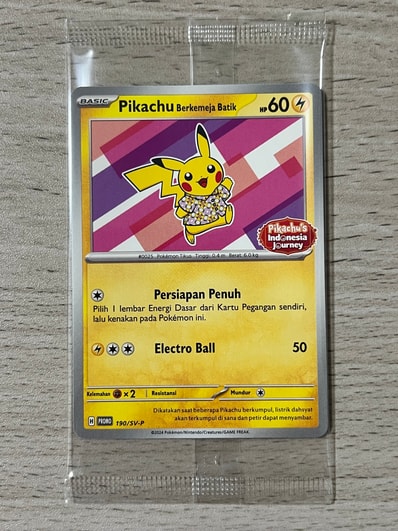 BASIC Pikachu Berkemeja Batik HP 60
Pikachu's
Indonesia
Journey
#0025 Pokémon Tikus Tinggi: 0.4 m Berat: 6.0 kg
Persiapan Penuh
Pilih 1 lembar Energi Dasar dari Kartu Pegangan sendiri,
lalu kenakan pada Pokémon ini.
Electro Ball 50
Kelemahan ×2 Resistansi Mundur
Dikatakan saat beberapa Pikachu berkumpul, listrik dahsyat
akan terkumpul di sana dan petir dapat menyambar.
H PROMO 190/SV-P
©2024 Pokémon/Nintendo/Creatures/GAME FREAK.